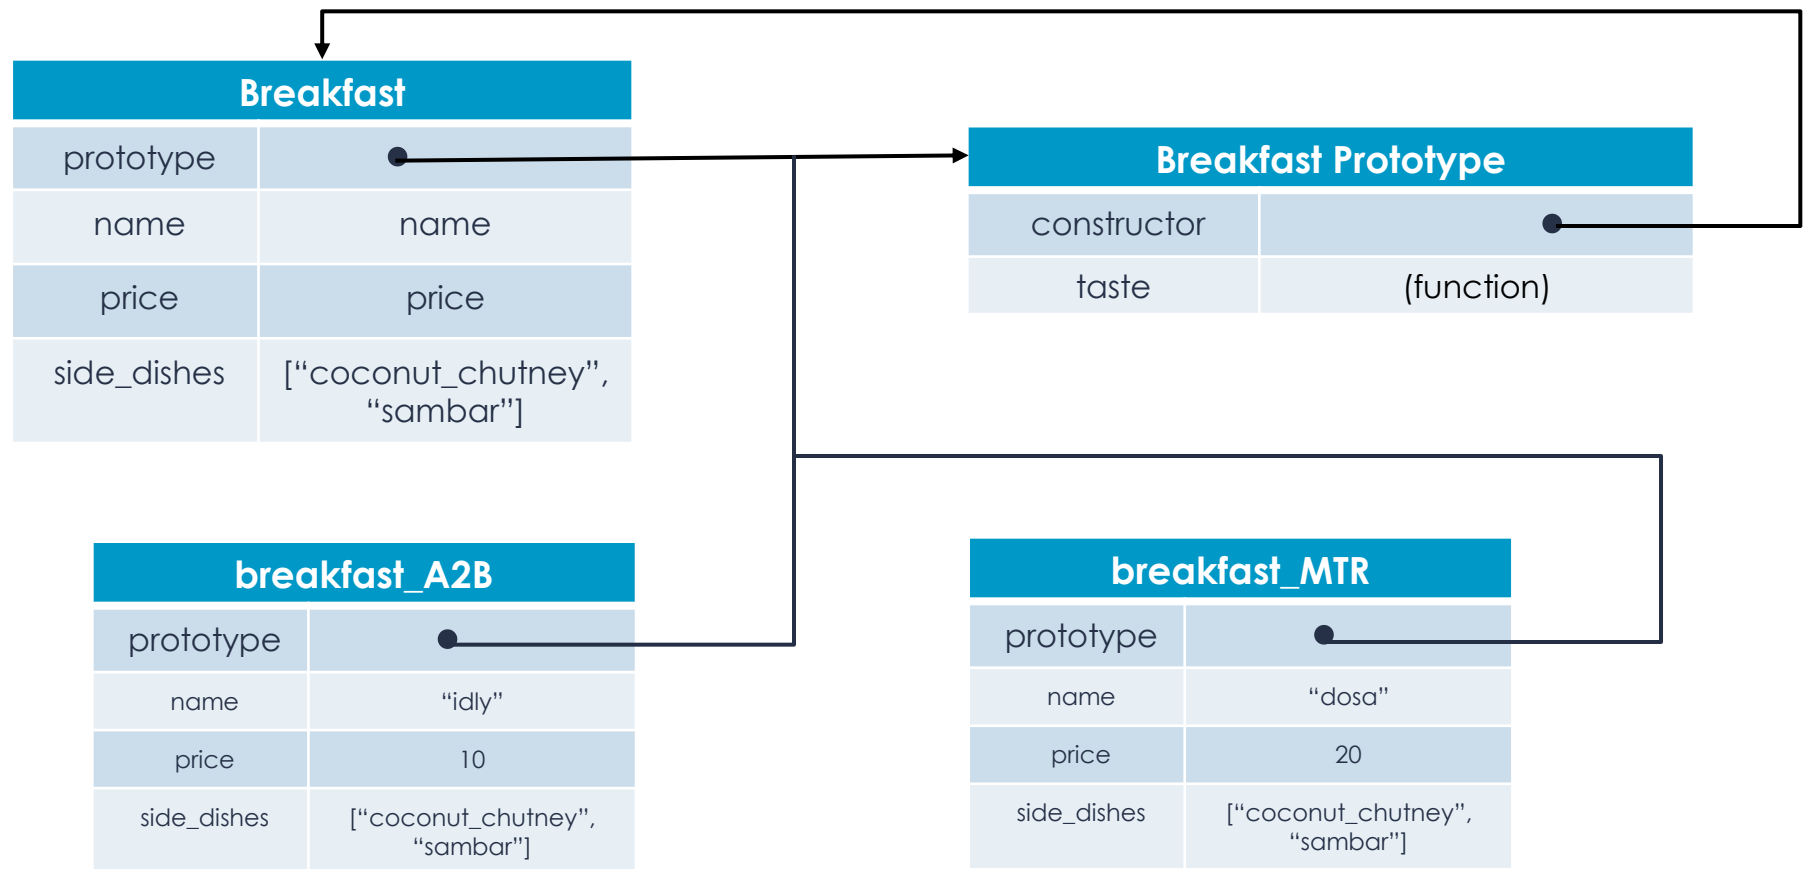 Breakfast
prototype
name name
price price
side_dishes [“coconut_chutney”,
“sambar”]
Breakfast Prototype
constructor
taste (function)
breakfast_A2B
prototype
name “idly”
price 10
side_dishes [“coconut_chutney”,
“sambar”]
breakfast_MTR
prototype
name “dosa”
price 20
side_dishes [“coconut_chutney”,
“sambar”]